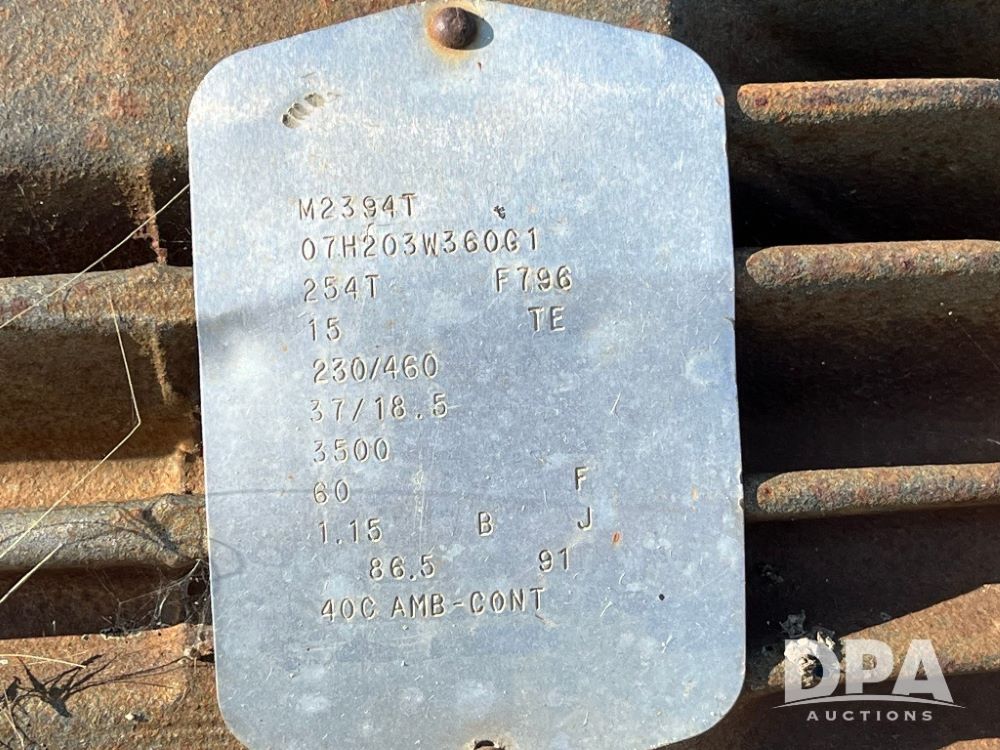 M2394T
07H203W360G1
254T F796
15 TE
230/460
37/18.5
3500
60 F
1.15 B J
86.5 91
40C AMB-CONT
DPA
AUCTIONS